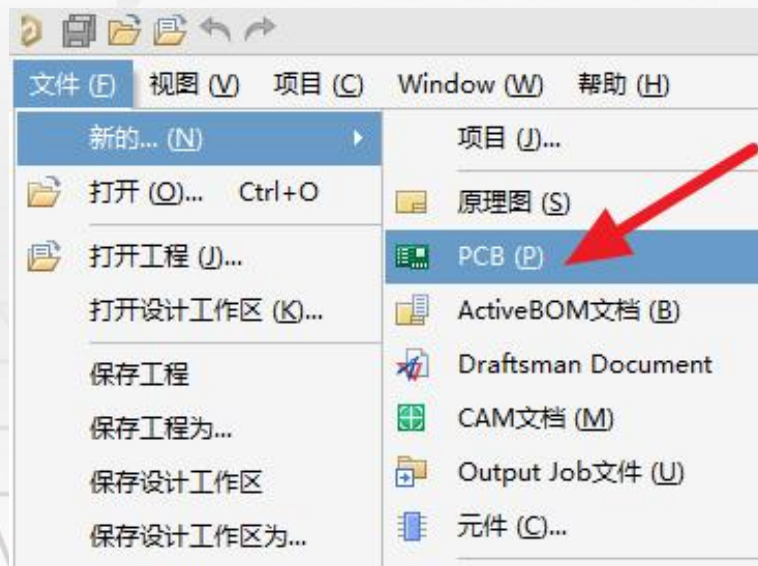 文件 (F) 视图 (V) 项目 (C) Window (W) 帮助 (H)
新的... (N)
打开 (O)... Ctrl+O
打开工程 (J)...
打开设计工作区 (K)...
保存工程
保存工程为...
保存设计工作区
保存设计工作区为...
项目 (J)...
原理图 (S)
PCB (P)
ActiveBOM文档 (B)
Draftsman Document
CAM文档 (M)
Output Job文件 (U)
元件 (C)...